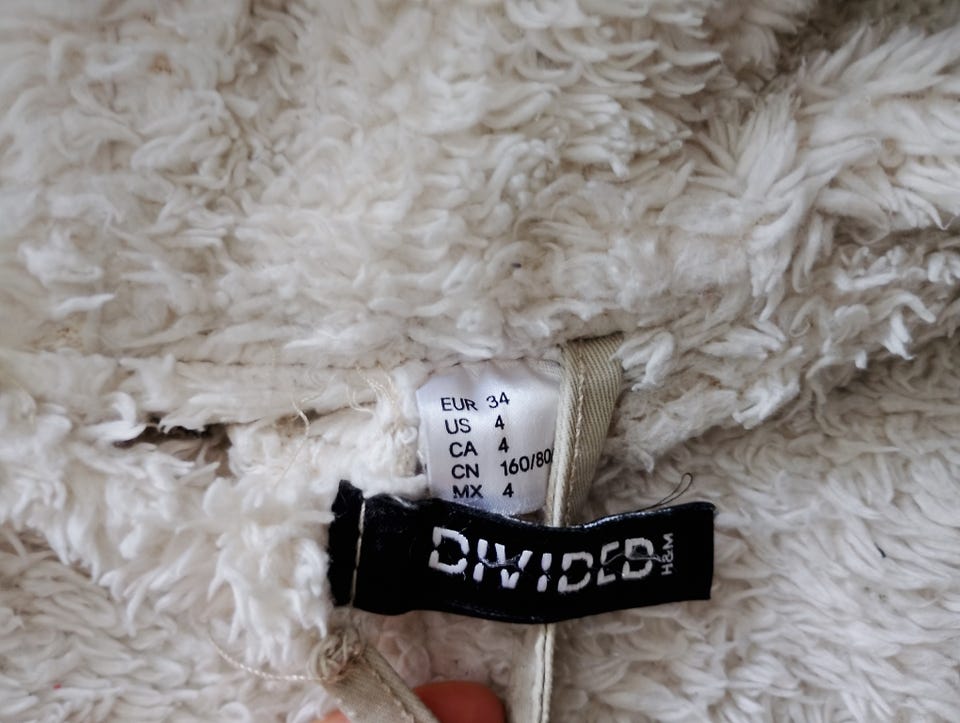 EUR 34
US 4
CA 4
CN 160/80
MX 4
DIVIDED
H&M